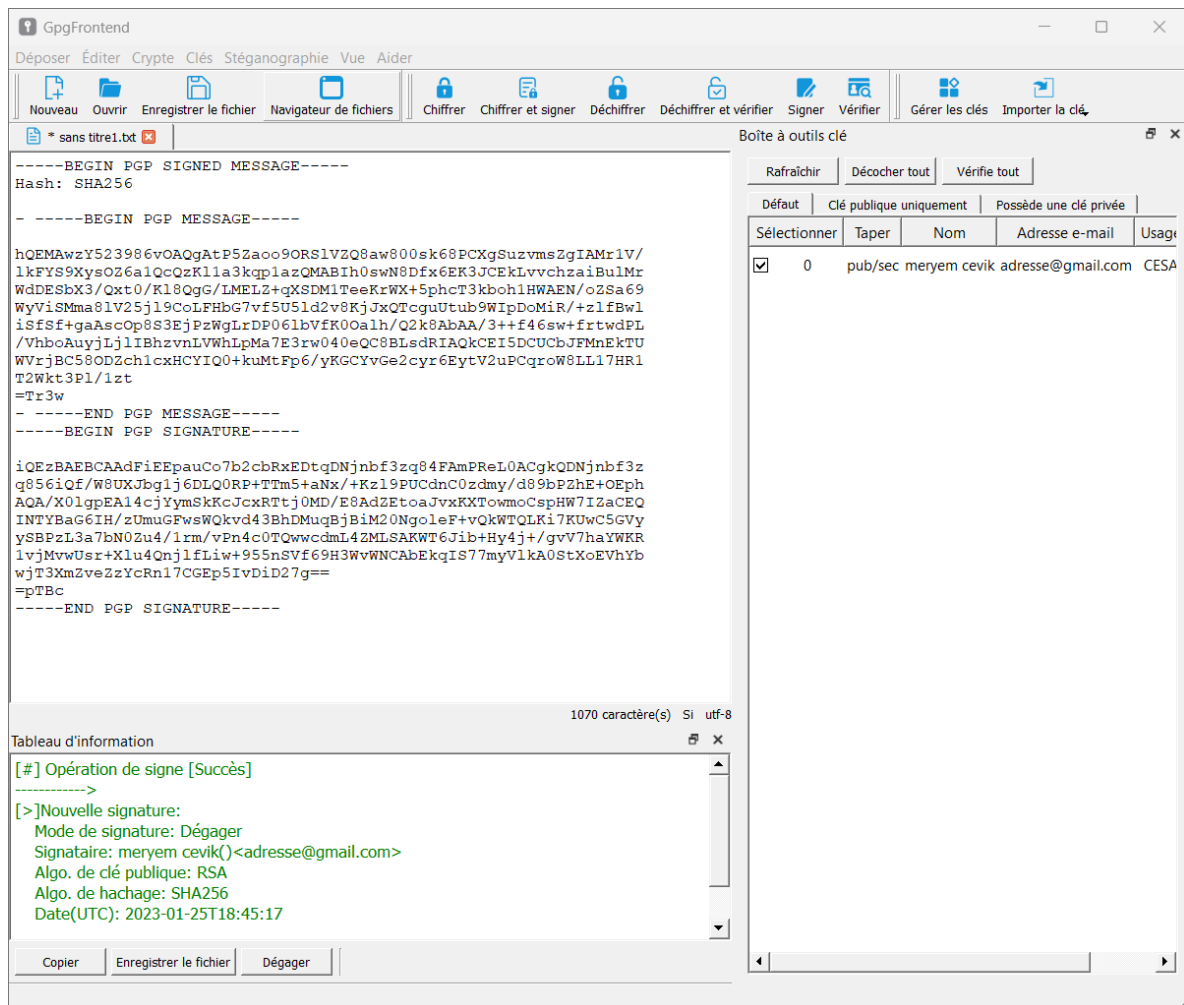 GpgFrontend
Déposer Éditer Crypte Clés Stéganographie Vue Aider
Nouveau Ouvrir Enregistrer le fichier Navigateur de fichiers Chiffrer Chiffrer et signer Déchiffrer Déchiffrer et vérifier Signer Vérifier Gérer les clés Importer la clé
* sans titre1.txt
-----BEGIN PGP SIGNED MESSAGE-----
Hash: SHA256
- -----BEGIN PGP MESSAGE-----
hQEMAwzY523986vOAQgAtP5Zaoo9ORSlVZQ8aw800sk68PCXgSuzvmsZgIAMr1V/
lkFYS9XysOZ6a1QcQzKl1a3kqp1azQMABIh0swN8Dfx6EK3JCEkLvvchzaiBulMr
WdDESbX3/Qxt0/Kl8QgG/LMELZ+qXSDM1TeeKrWX+5phcT3kboh1HWAEN/oZSa69
WyViSMma8lV25jl9CoLFHbG7vf5U5ld2v8KjJxQTcguUtub9WIpDoMiR/+zlfBwl
iSfSf+gaAscOp8S3EjPzWgLrDP06lbVfK0Oalh/Q2k8AbAA/3++f46sw+frtwdPL
/VhboAuyjLjlIBhzvnLVWhLpMa7E3rw040eQC8BLsdRIAQkCEI5DCUCbJFMnEkTU
WVrjBC58ODZch1cxHCYIQ0+kuMtFp6/yKGCYvGe2cyr6EytV2uPCqroW8LL17HR1
T2Wkt3Pl/1zt
=Tr3w
- -----END PGP MESSAGE-----
-----BEGIN PGP SIGNATURE-----
iQEzBAEBCAAdFiEEpauCo7b2cbRxEDtqDNjnbf3zq84FAmPReL0ACgkQDNjnbf3z
q856iQf/W8UXJbg1j6DLQ0RP+TTm5+aNx/+Kzl9PUCdnC0zdmy/d89bPZhE+OEph
AQA/X0lgpEA14cjYymSkKcJcxRTtj0MD/E8AdZEtoaJvxKXTowmoCspHW7IZaCEQ
INTYBaG6IH/zUmuGFwsWQkvd43BhDMuqBjBiM20NgoleF+vQkWTQLKi7KUwC5GVy
ySBPzL3a7bN0Zu4/1rm/vPn4c0TQwwcdmL4ZMLSAKWT6Jib+Hy4j+/gvV7haYWKR
1vjMvwUsr+Xlu4QnjlfLiw+955nSVf69H3WvWNCAbEkqIS77myVlkA0StXoEVhYb
wjT3XmZveZzYcRn17CGEp5IvDiD27g==
=pTBc
-----END PGP SIGNATURE-----
1070 caractère(s) Si utf-8
Tableau d'information
[#] Opération de signe [Succès]
------------>
[>]Nouvelle signature:
Mode de signature: Dégager
Signataire: meryem cevik()<adresse@gmail.com>
Algo. de clé publique: RSA
Algo. de hachage: SHA256
Date(UTC): 2023-01-25T18:45:17
Copier Enregistrer le fichier Dégager
Boîte à outils clé
Rafraîchir Décocher tout Vérifie tout
Défaut Clé publique uniquement Possède une clé privée
Sélectionner Taper Nom Adresse e-mail Usage
0 pub/sec meryem cevik adresse@gmail.com CESA